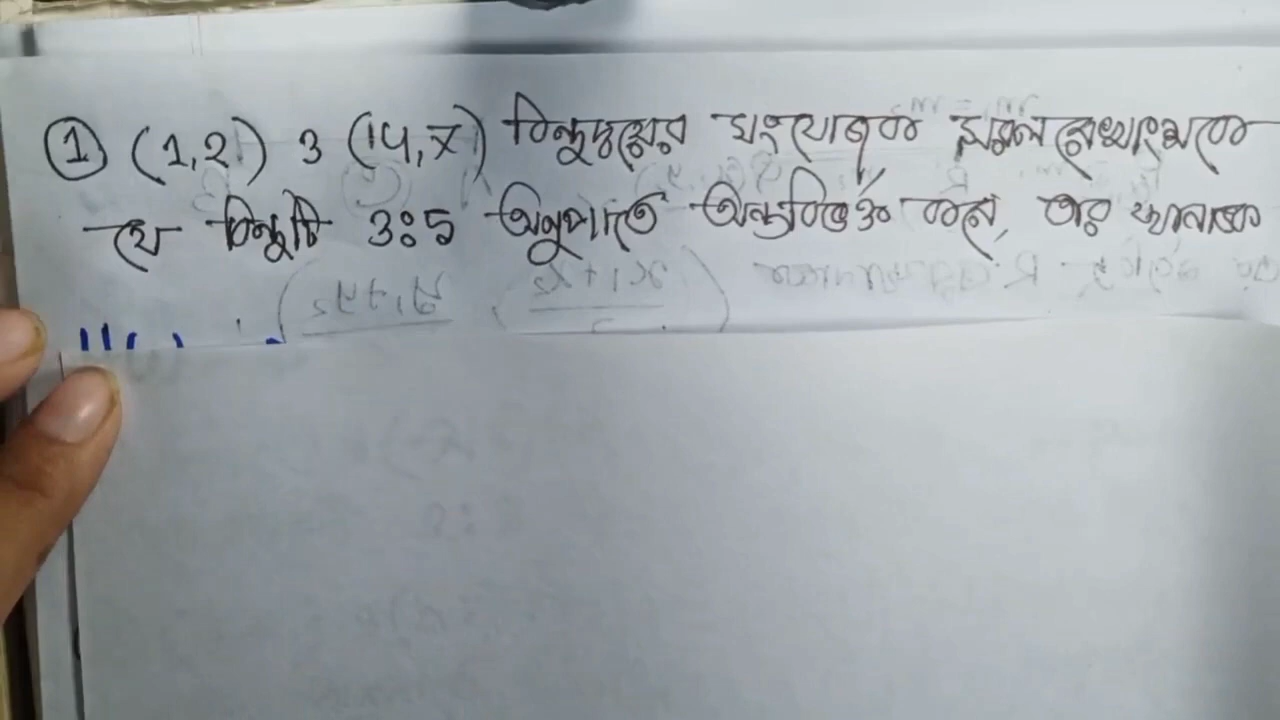 ① (1,2) ও (14,x) বিন্দুদ্বয়ের সংযোজক সরলরেখাংশকে
যে বিন্দুটি 3:5 অনুপাতে অন্তর্বিভক্ত করে, তার স্থানাঙ্ক